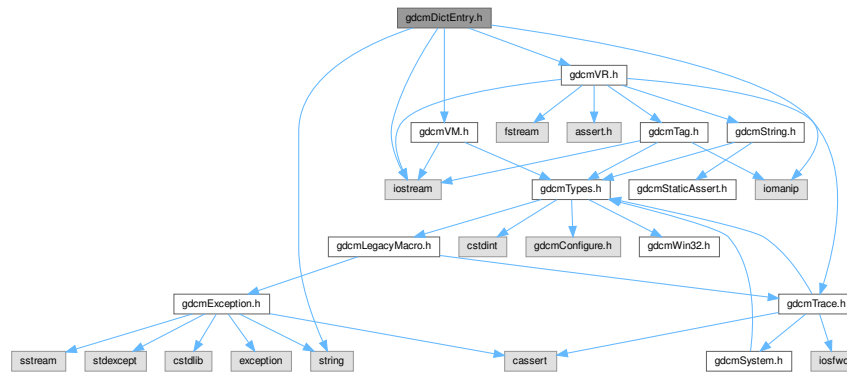 gdcmDictEntry.h
gdcmVR.h
gdcmVM.h
fstream
assert.h
gdcmTag.h
gdcmString.h
iostream
gdcmTypes.h
gdcmStaticAssert.h
iomanip
gdcmLegacyMacro.h
cstdint
gdcmConfigure.h
gdcmWin32.h
gdcmException.h
gdcmTrace.h
sstream
stdexcept
cstdlib
exception
string
cassert
gdcmSystem.h
iosfwd